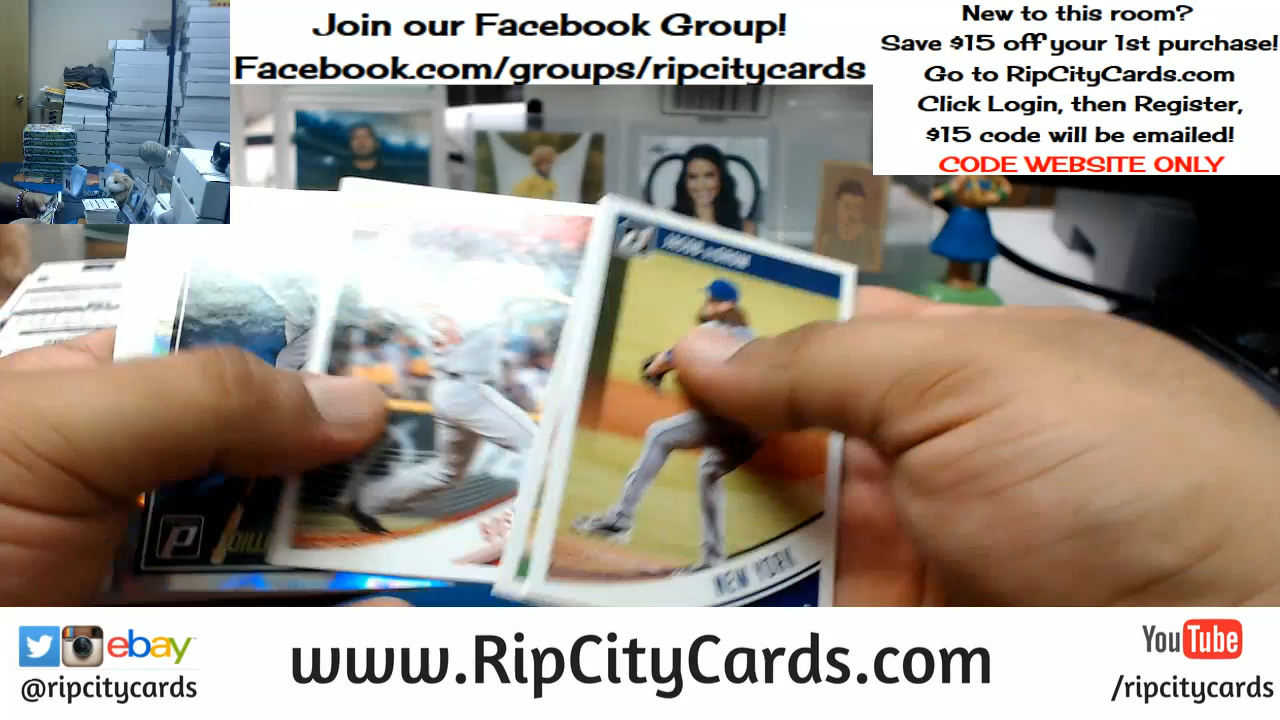 Join our Facebook Group!
Facebook.com/groups/ripcitycards
New to this room?
Save $15 off your 1st purchase!
Go to RipCityCards.com
Click Login, then Register,
$15 code will be emailed!
CODE WEBSITE ONLY
NEW YORK
P
ebay
@ripcitycards
www.RipCityCards.com
YouTube
/ripcitycards